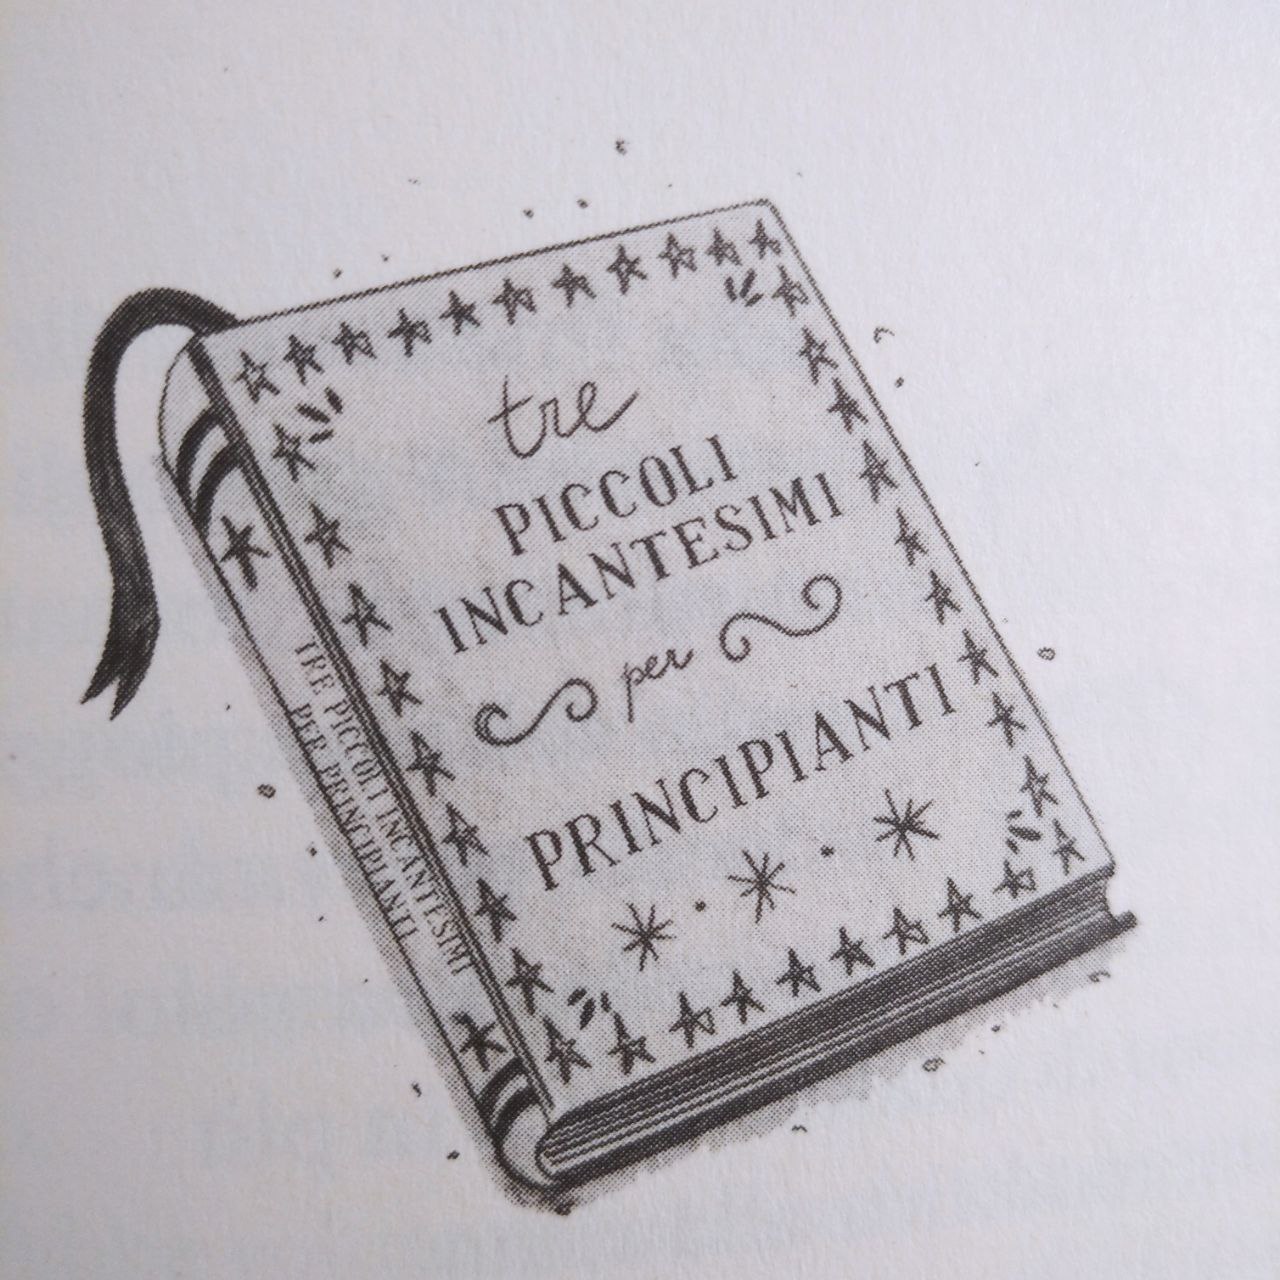 tre
PICCOLI
INCANTESIMI
per
PRINCIPIANTI
TRE PICCOLI INCANTESIMI
PER PRINCIPIANTI